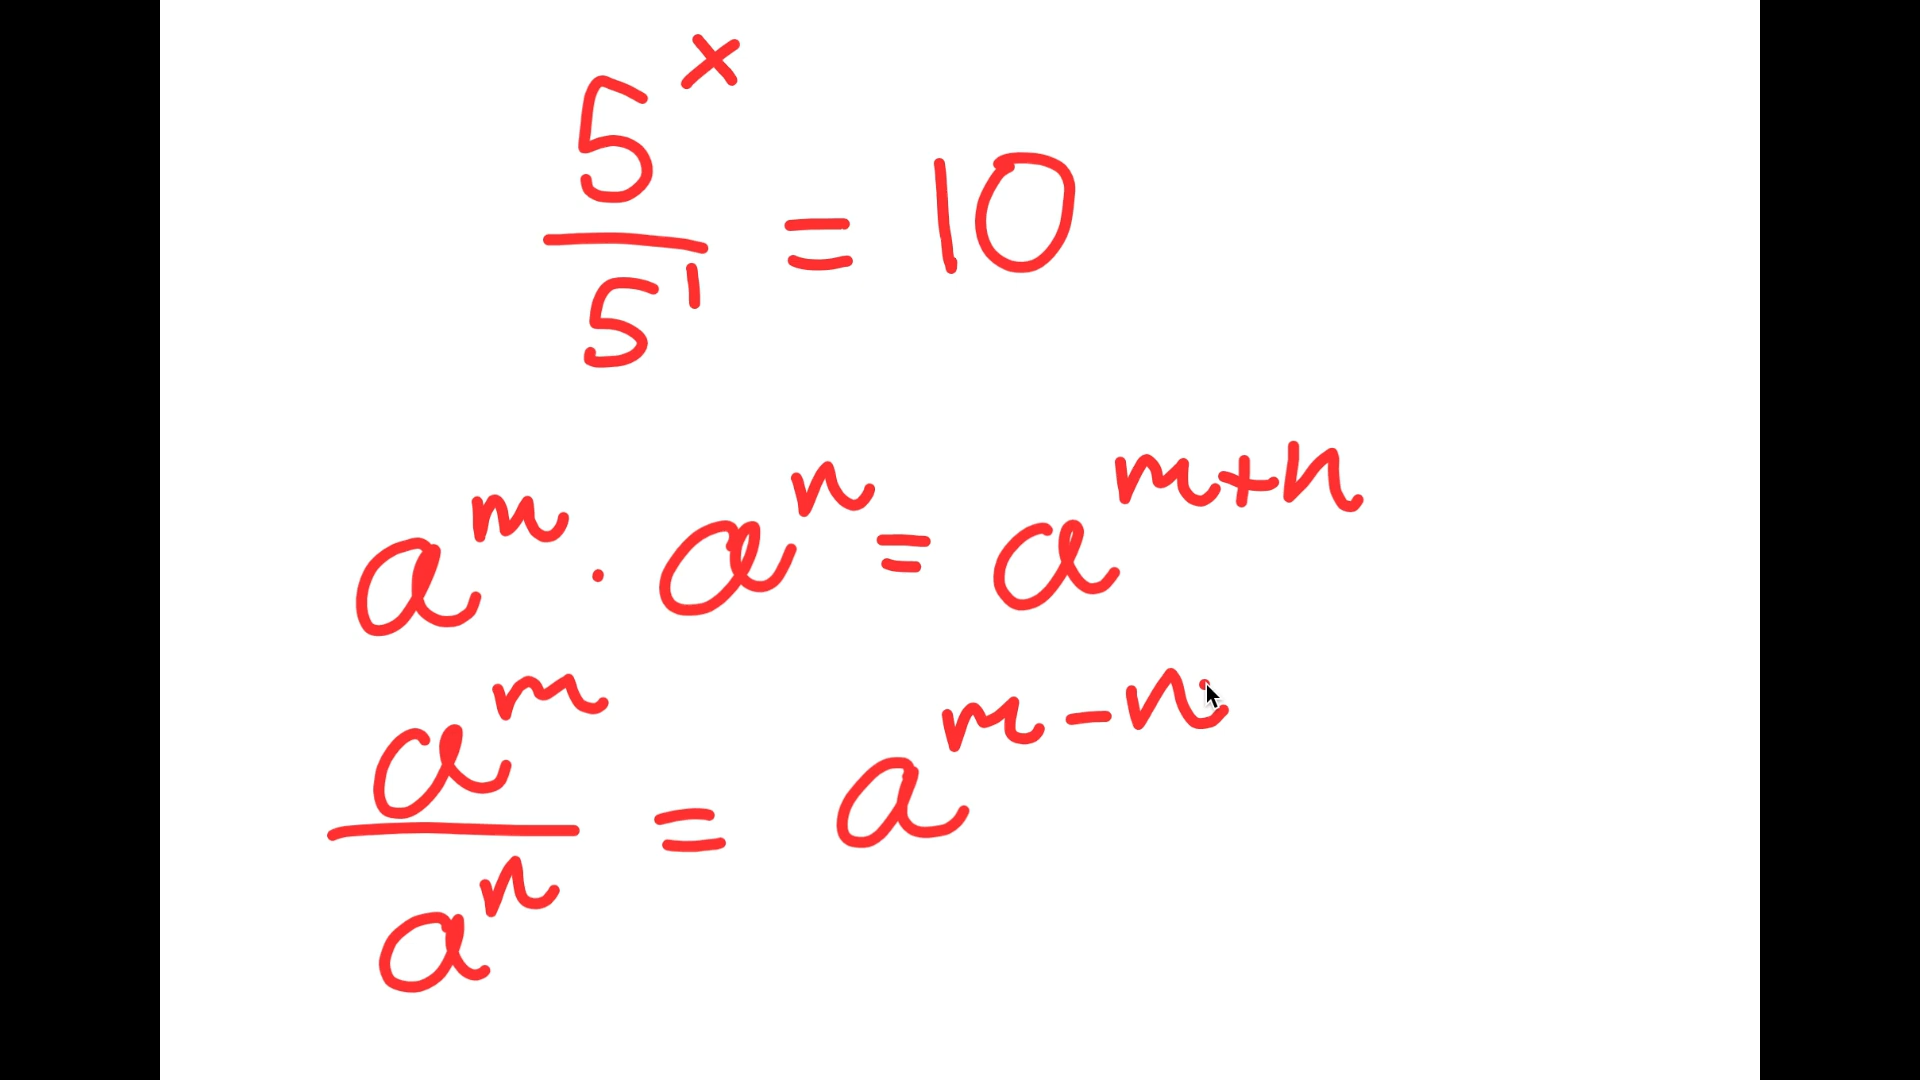 5^x / 5^1 = 10
a^m · a^n = a^{m+n}
a^m / a^n = a^{m-n}